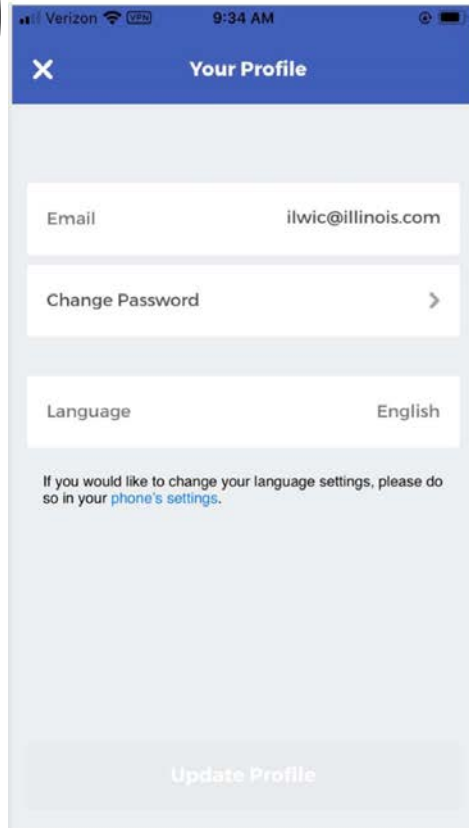 Verizon VPN 9:34 AM
Your Profile
Email ilwic@illinois.com
Change Password
Language English
If you would like to change your language settings, please do
so in your phone's settings.
Update Profile